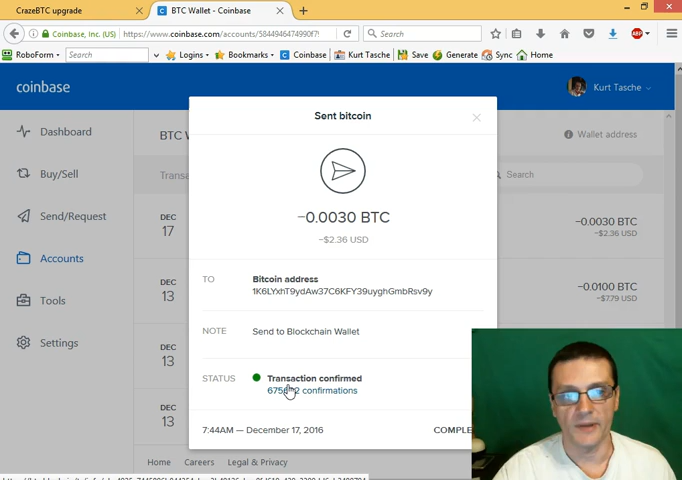 CrazeBTC upgrade
BTC Wallet - Coinbase
Coinbase, Inc. (US)
https://www.coinbase.com/accounts/5844946474990f7
Search
ABP
RoboForm
Search
Logins
Bookmarks
Coinbase
Kurt Tasche
Save
Generate
Sync
Home
coinbase
Kurt Tasche
Dashboard
Buy/Sell
Send/Request
Accounts
Tools
Settings
BTC W
Wallet address
Transa
Search
DEC
17
−0.0030 BTC
−$2.36 USD
DEC
13
−0.0100 BTC
−$7.79 USD
DEC
13
DEC
13
Sent bitcoin
−0.0030 BTC
−$2.36 USD
TO
Bitcoin address
1K6LYxhT9ydAw37C6KFY39uyghGmbRsv9y
NOTE
Send to Blockchain Wallet
STATUS
Transaction confirmed
confirmations
7:44AM — December 17, 2016
COMPLE
Home
Careers
Legal & Privacy